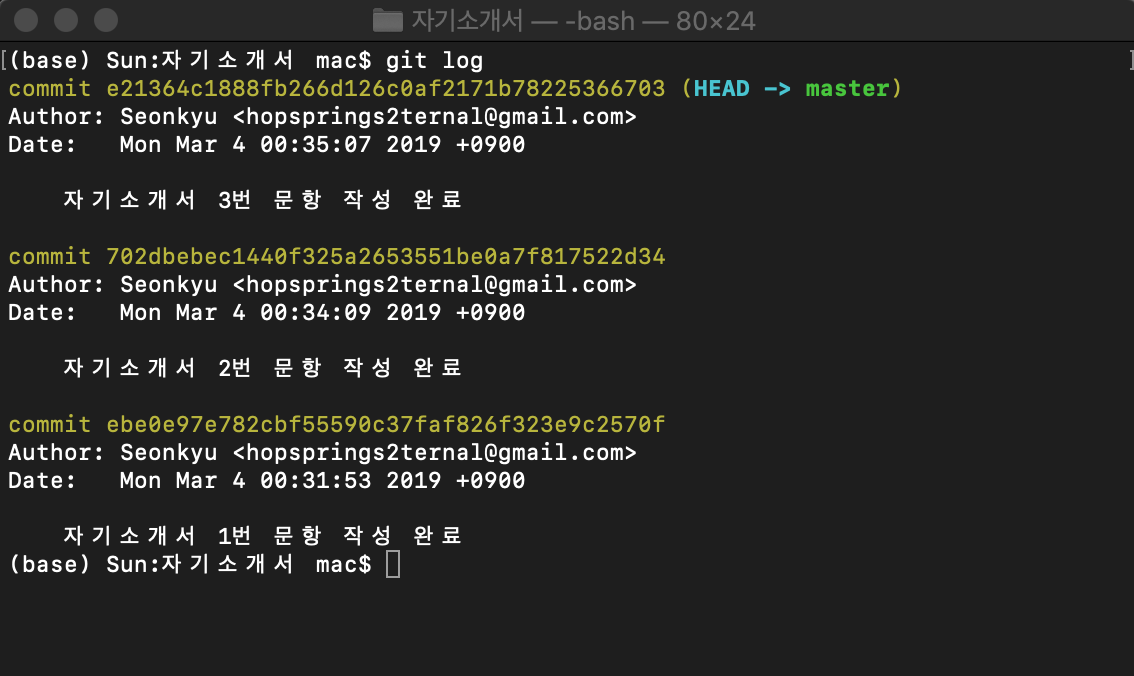 자기소개서 — -bash — 80×24
(base) Sun:자기소개서 mac$ git log
commit e21364c1888fb266d126c0af2171b78225366703 (HEAD -> master)
Author: Seonkyu <hopsprings2ternal@gmail.com>
Date:   Mon Mar 4 00:35:07 2019 +0900
자기소개서 3번 문항 작성 완료
commit 702dbebec1440f325a2653551be0a7f817522d34
Author: Seonkyu <hopsprings2ternal@gmail.com>
Date:   Mon Mar 4 00:34:09 2019 +0900
자기소개서 2번 문항 작성 완료
commit ebe0e97e782cbf55590c37faf826f323e9c2570f
Author: Seonkyu <hopsprings2ternal@gmail.com>
Date:   Mon Mar 4 00:31:53 2019 +0900
자기소개서 1번 문항 작성 완료
(base) Sun:자기소개서 mac$